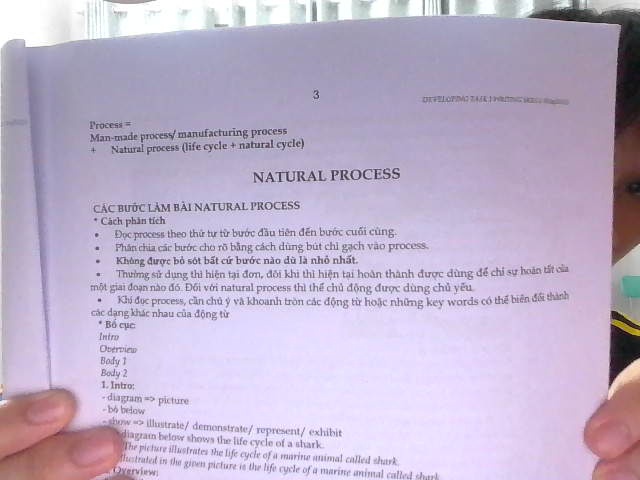 3
DEVELOPING TASK 1 WRITING SKILLS
Process =
Man-made process/ manufacturing process
+ Natural process (life cycle + natural cycle)
NATURAL PROCESS
CÁC BƯỚC LÀM BÀI NATURAL PROCESS
* Cách phân tích
• Đọc process theo thứ tự từ bước đầu tiên đến bước cuối cùng.
• Phân chia các bước cho rõ bằng cách dùng bút chì gạch vào process.
• Không được bỏ sót bất cứ bước nào dù là nhỏ nhất.
• Thường sử dụng thì hiện tại đơn, đôi khi thì hiện tại hoàn thành được dùng để chỉ sự hoàn tất của
một giai đoạn nào đó. Đối với natural process thì thể chủ động được dùng chủ yếu.
• Khi đọc process, cần chú ý và khoanh tròn các động từ hoặc những key words có thể biến đổi thành
các dạng khác nhau của động từ
* Bố cục:
Intro
Overview
Body 1
Body 2
1. Intro:
- diagram => picture
- bỏ below
- show => illustrate/ demonstrate/ represent/ exhibit
diagram below shows the life cycle of a shark.
The picture illustrates the life cycle of a marine animal called shark.
Illustrated in the given picture is the life cycle of a marine animal called shark
Overview: